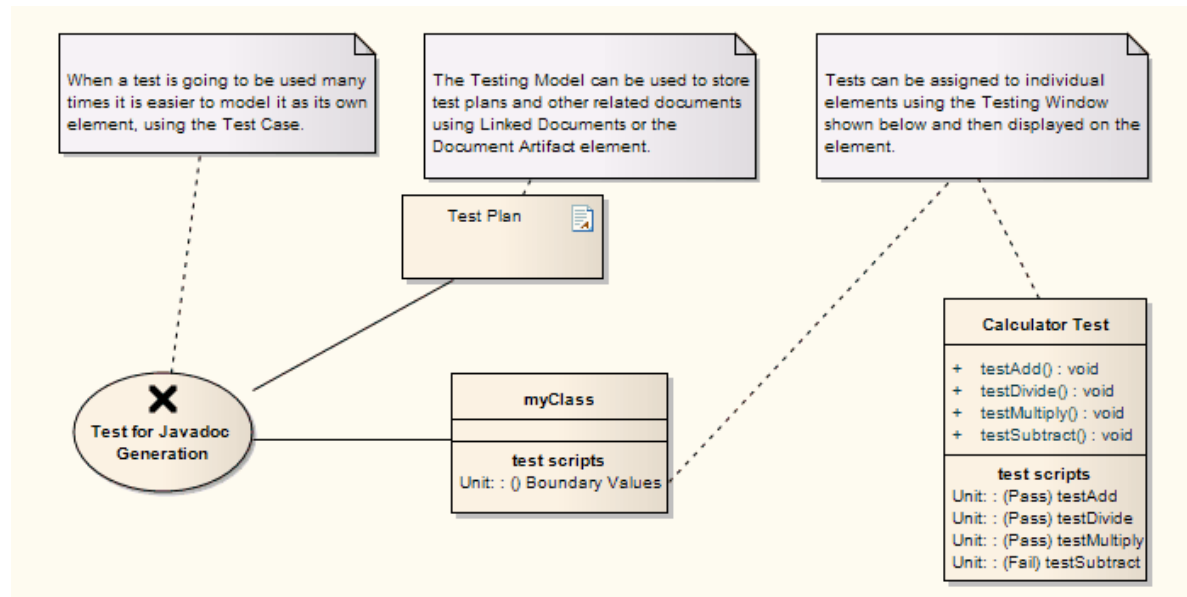 When a test is going to be used many
times it is easier to model it as its own
element, using the Test Case.
The Testing Model can be used to store
test plans and other related documents
using Linked Documents or the
Document Artifact element.
Tests can be assigned to individual
elements using the Testing Window
shown below and then displayed on the
element.
Test Plan
Test for Javadoc
Generation
myClass
test scripts
Unit: : () Boundary Values
Calculator Test
+ testAdd() : void
+ testDivide() : void
+ testMultiply() : void
+ testSubtract() : void
test scripts
Unit: : (Pass) testAdd
Unit: : (Pass) testDivide
Unit: : (Pass) testMultiply
Unit: : (Fail) testSubtract